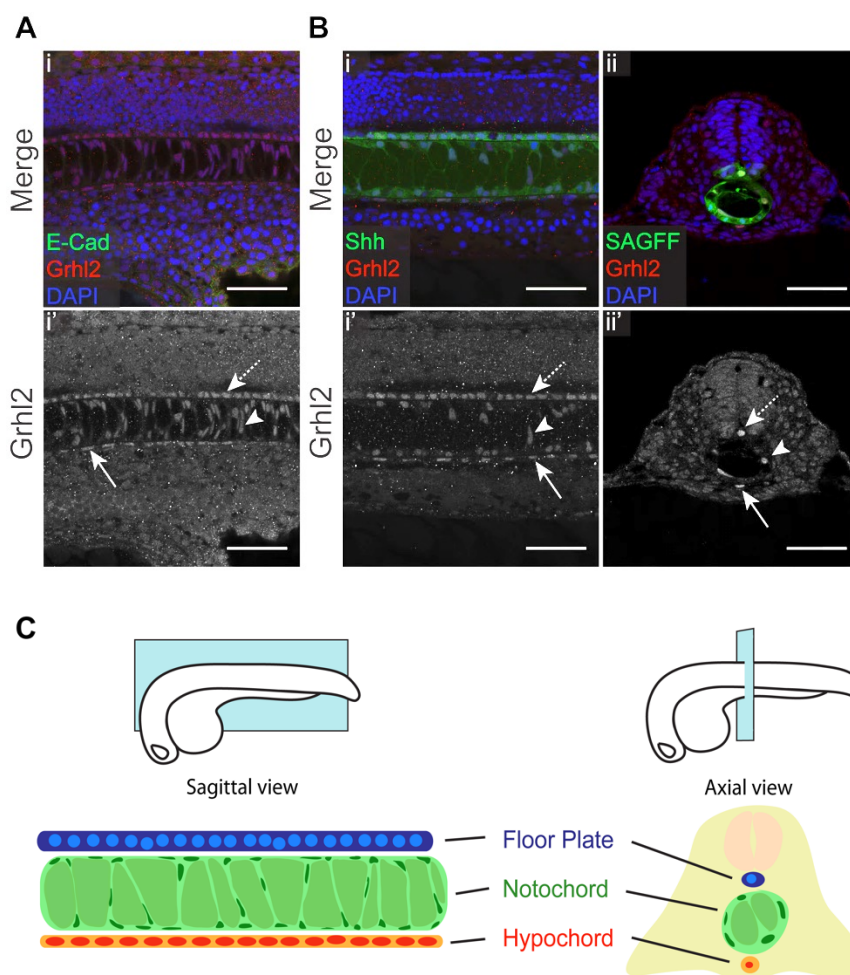 A
B
i
i
ii
Merge
Merge
E-Cad
Grhl2
DAPI
Shh
Grhl2
DAPI
SAGFF
Grhl2
DAPI
i'
i'
ii'
Grhl2
Grhl2
C
Sagittal view
Axial view
Floor Plate
Notochord
Hypochord